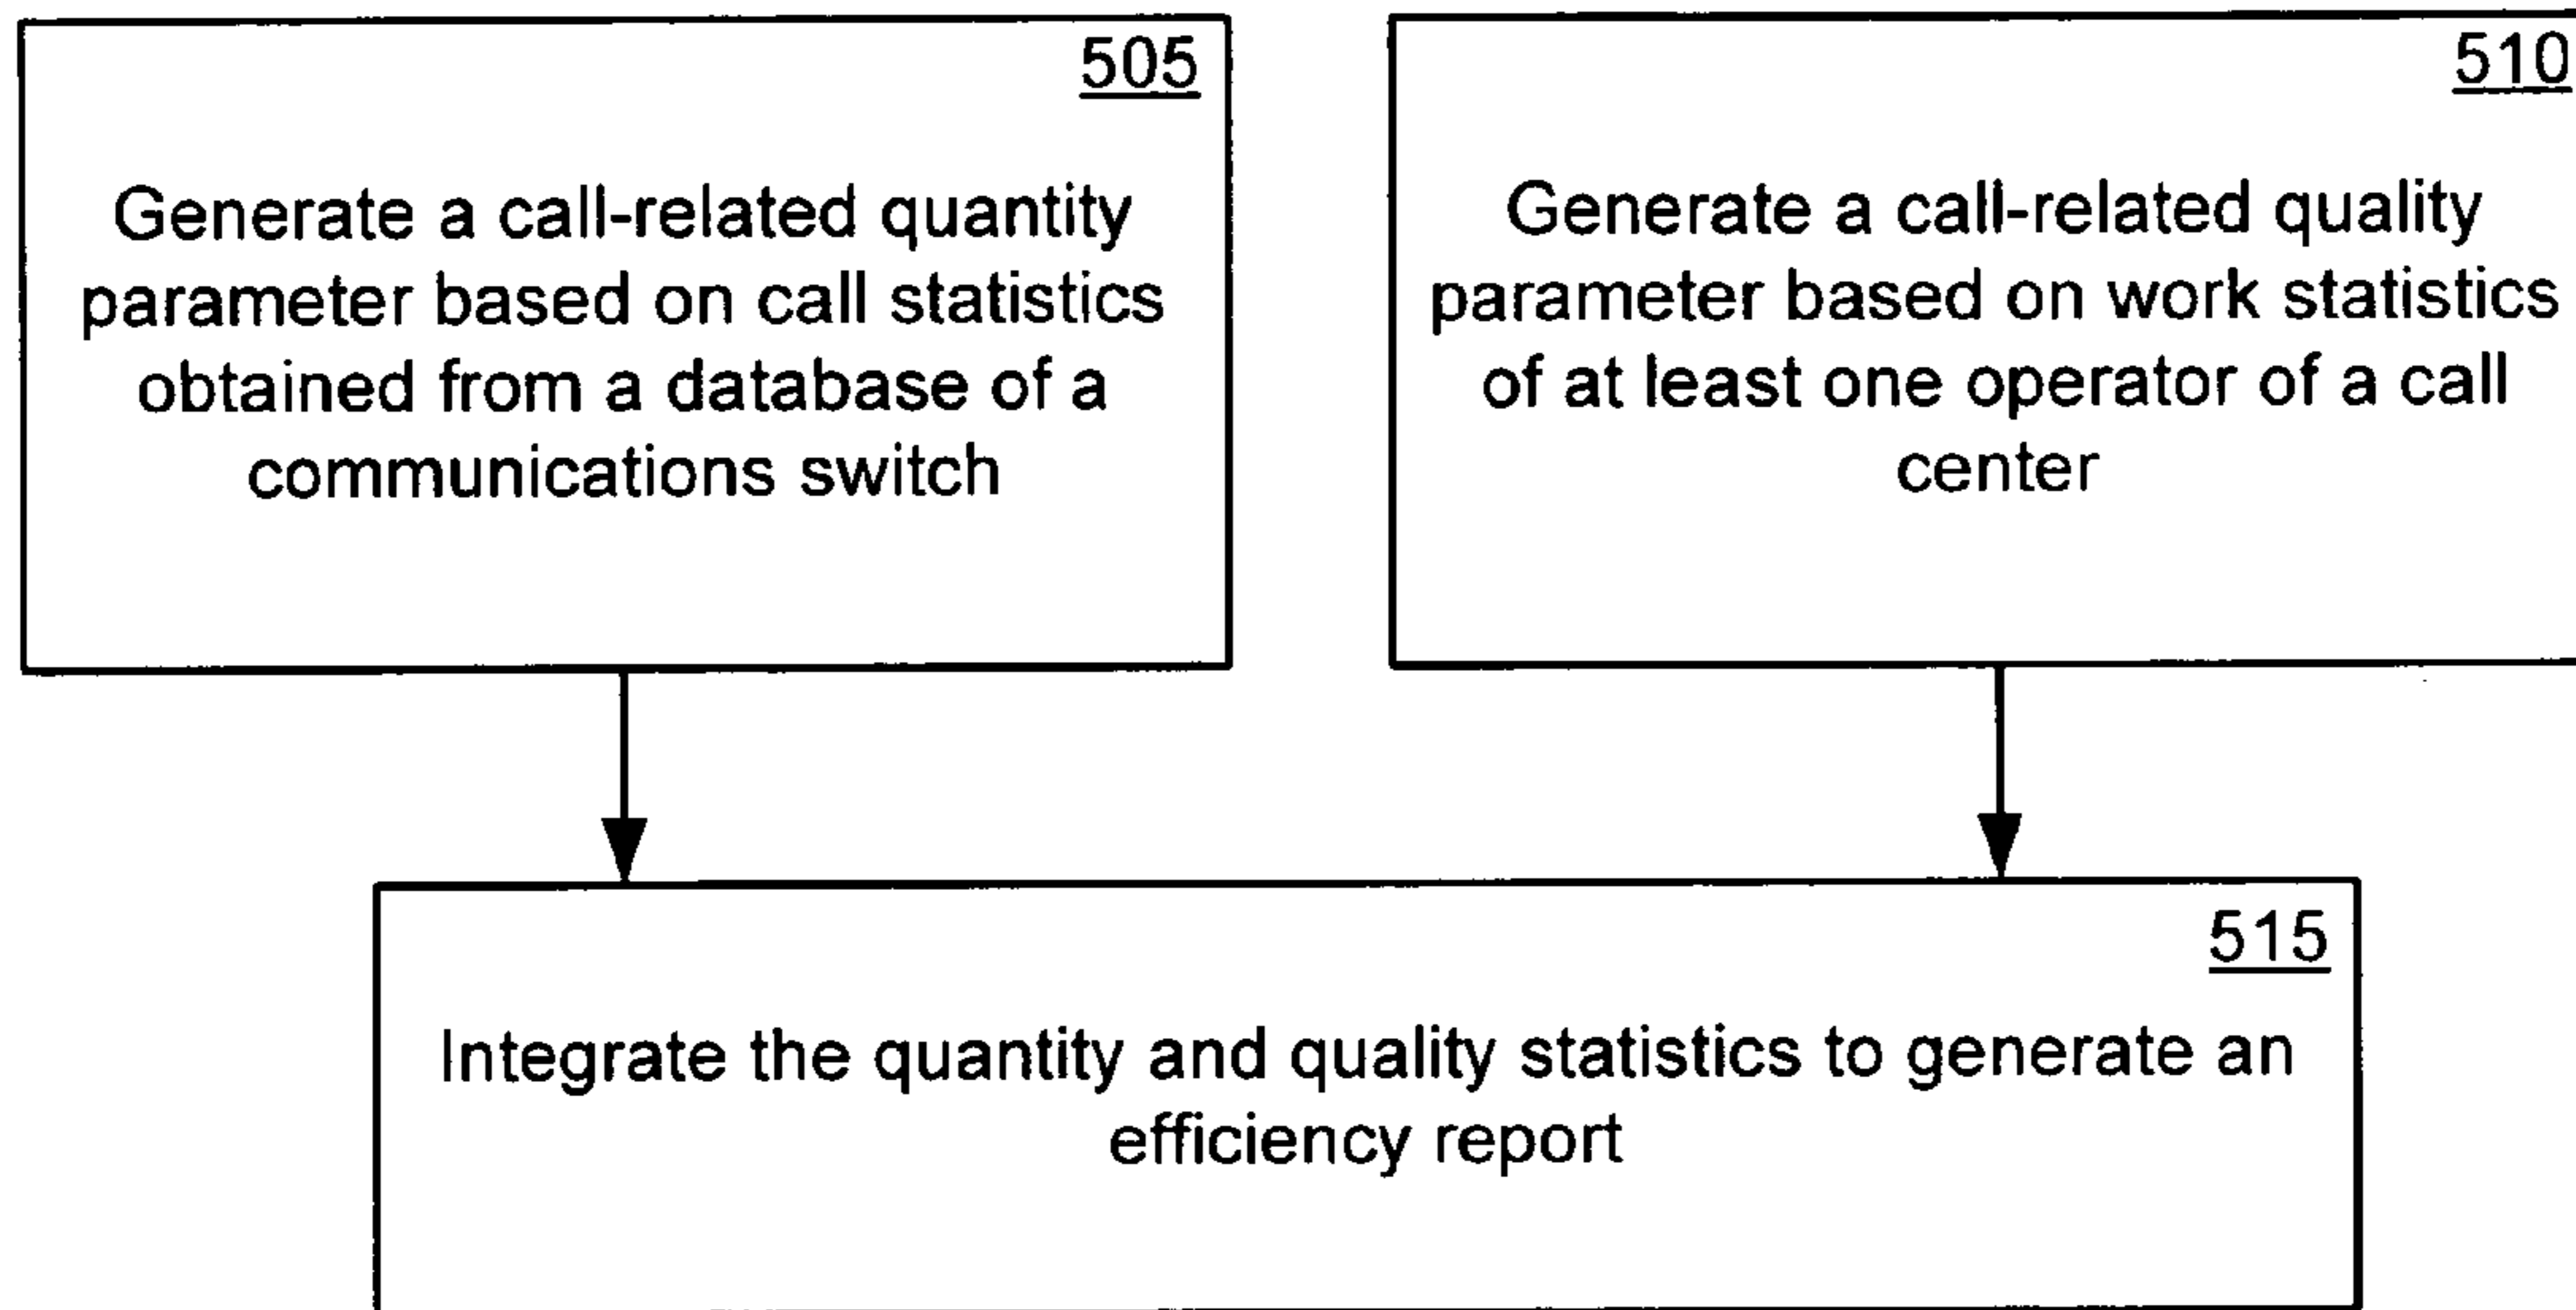 505
Generate a call-related quantity
parameter based on call statistics
obtained from a database of a
communications switch
510
Generate a call-related quality
parameter based on work statistics
of at least one operator of a call
center
515
Integrate the quantity and quality statistics to generate an
efficiency report